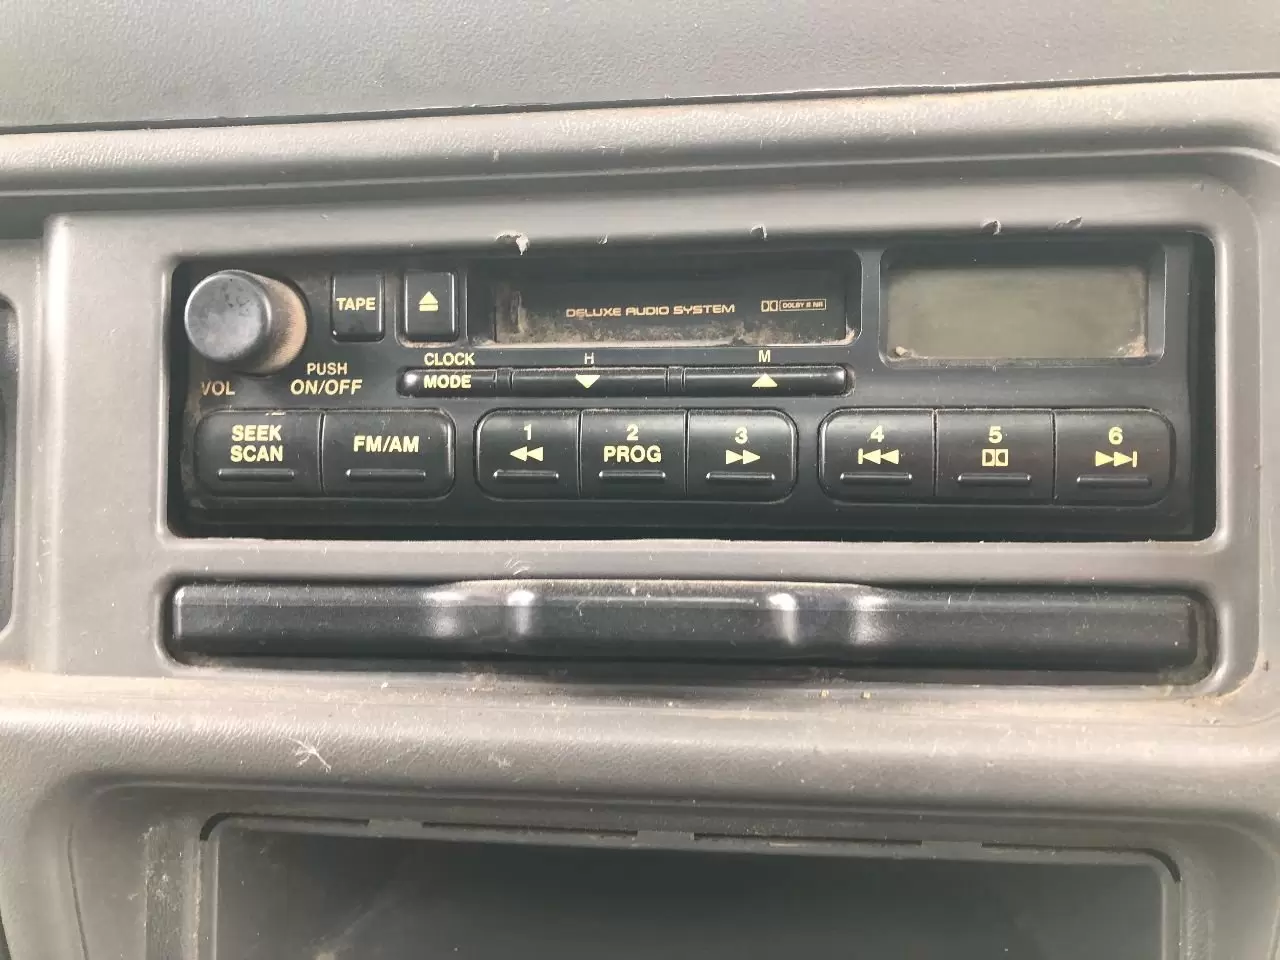 TAPE
DELUXE AUDIO SYSTEM
DOLBY B NR
VOL
PUSH
ON/OFF
CLOCK
MODE
H
M
SEEK
SCAN
FM/AM
1
2
PROG
3
4
5
6